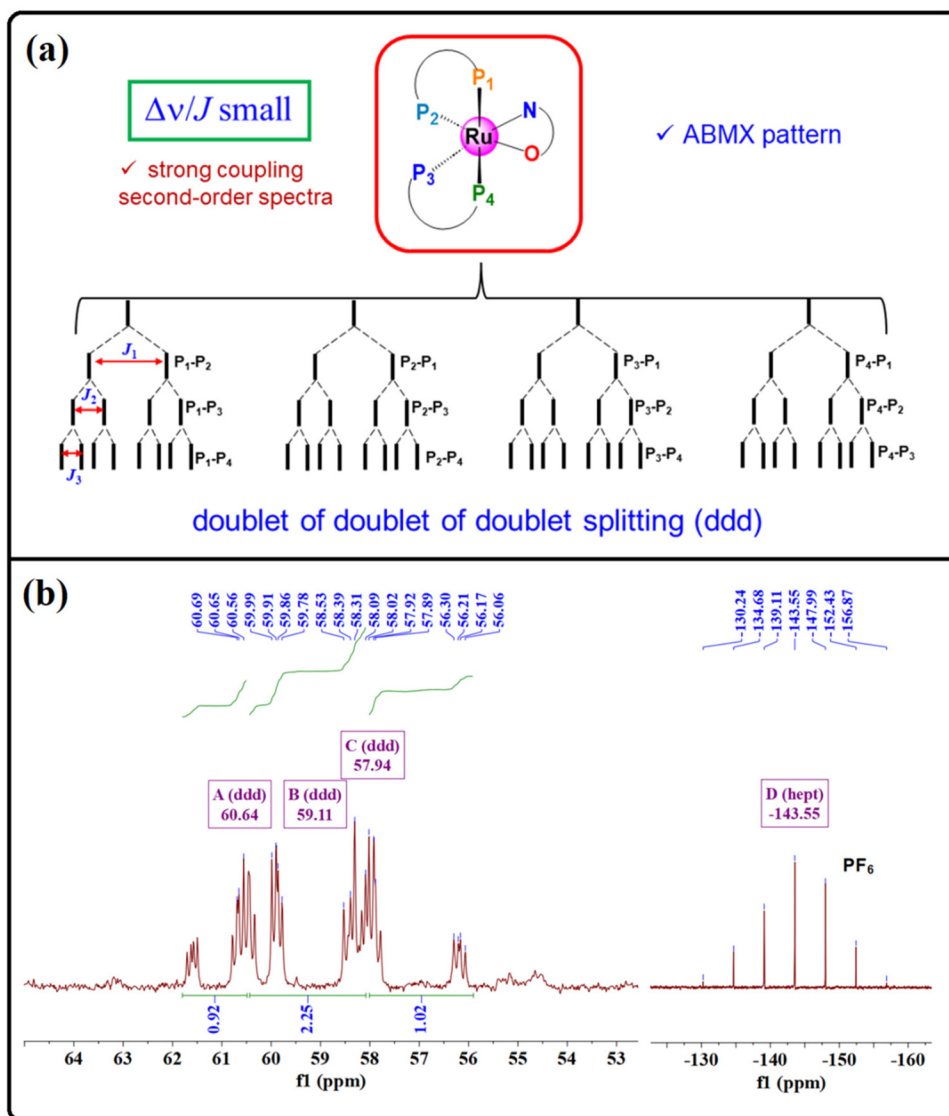 (a)
Δν/J small
✓ strong coupling
second-order spectra
P1
P2
N
Ru
O
P3
P4
✓ ABMX pattern
J1
P1-P2
P2-P1
P3-P1
P4-P1
J2
P1-P3
P2-P3
P3-P2
P4-P2
J3
P1-P4
P2-P4
P3-P4
P4-P3
doublet of doublet of doublet splitting (ddd)
(b)
60.69
60.65
60.56
59.99
59.91
59.86
59.78
58.53
58.39
58.31
58.09
58.02
57.92
57.89
56.30
56.21
56.17
56.06
-130.24
-134.68
-139.11
-143.55
-147.99
-152.43
-156.87
C (ddd)
57.94
A (ddd)
60.64
B (ddd)
59.11
D (hept)
-143.55
PF6
0.92
2.25
1.02
64 63 62 61 60 59 58 57 56 55 54 53
f1 (ppm)
-130 -140 -150 -160
f1 (ppm)